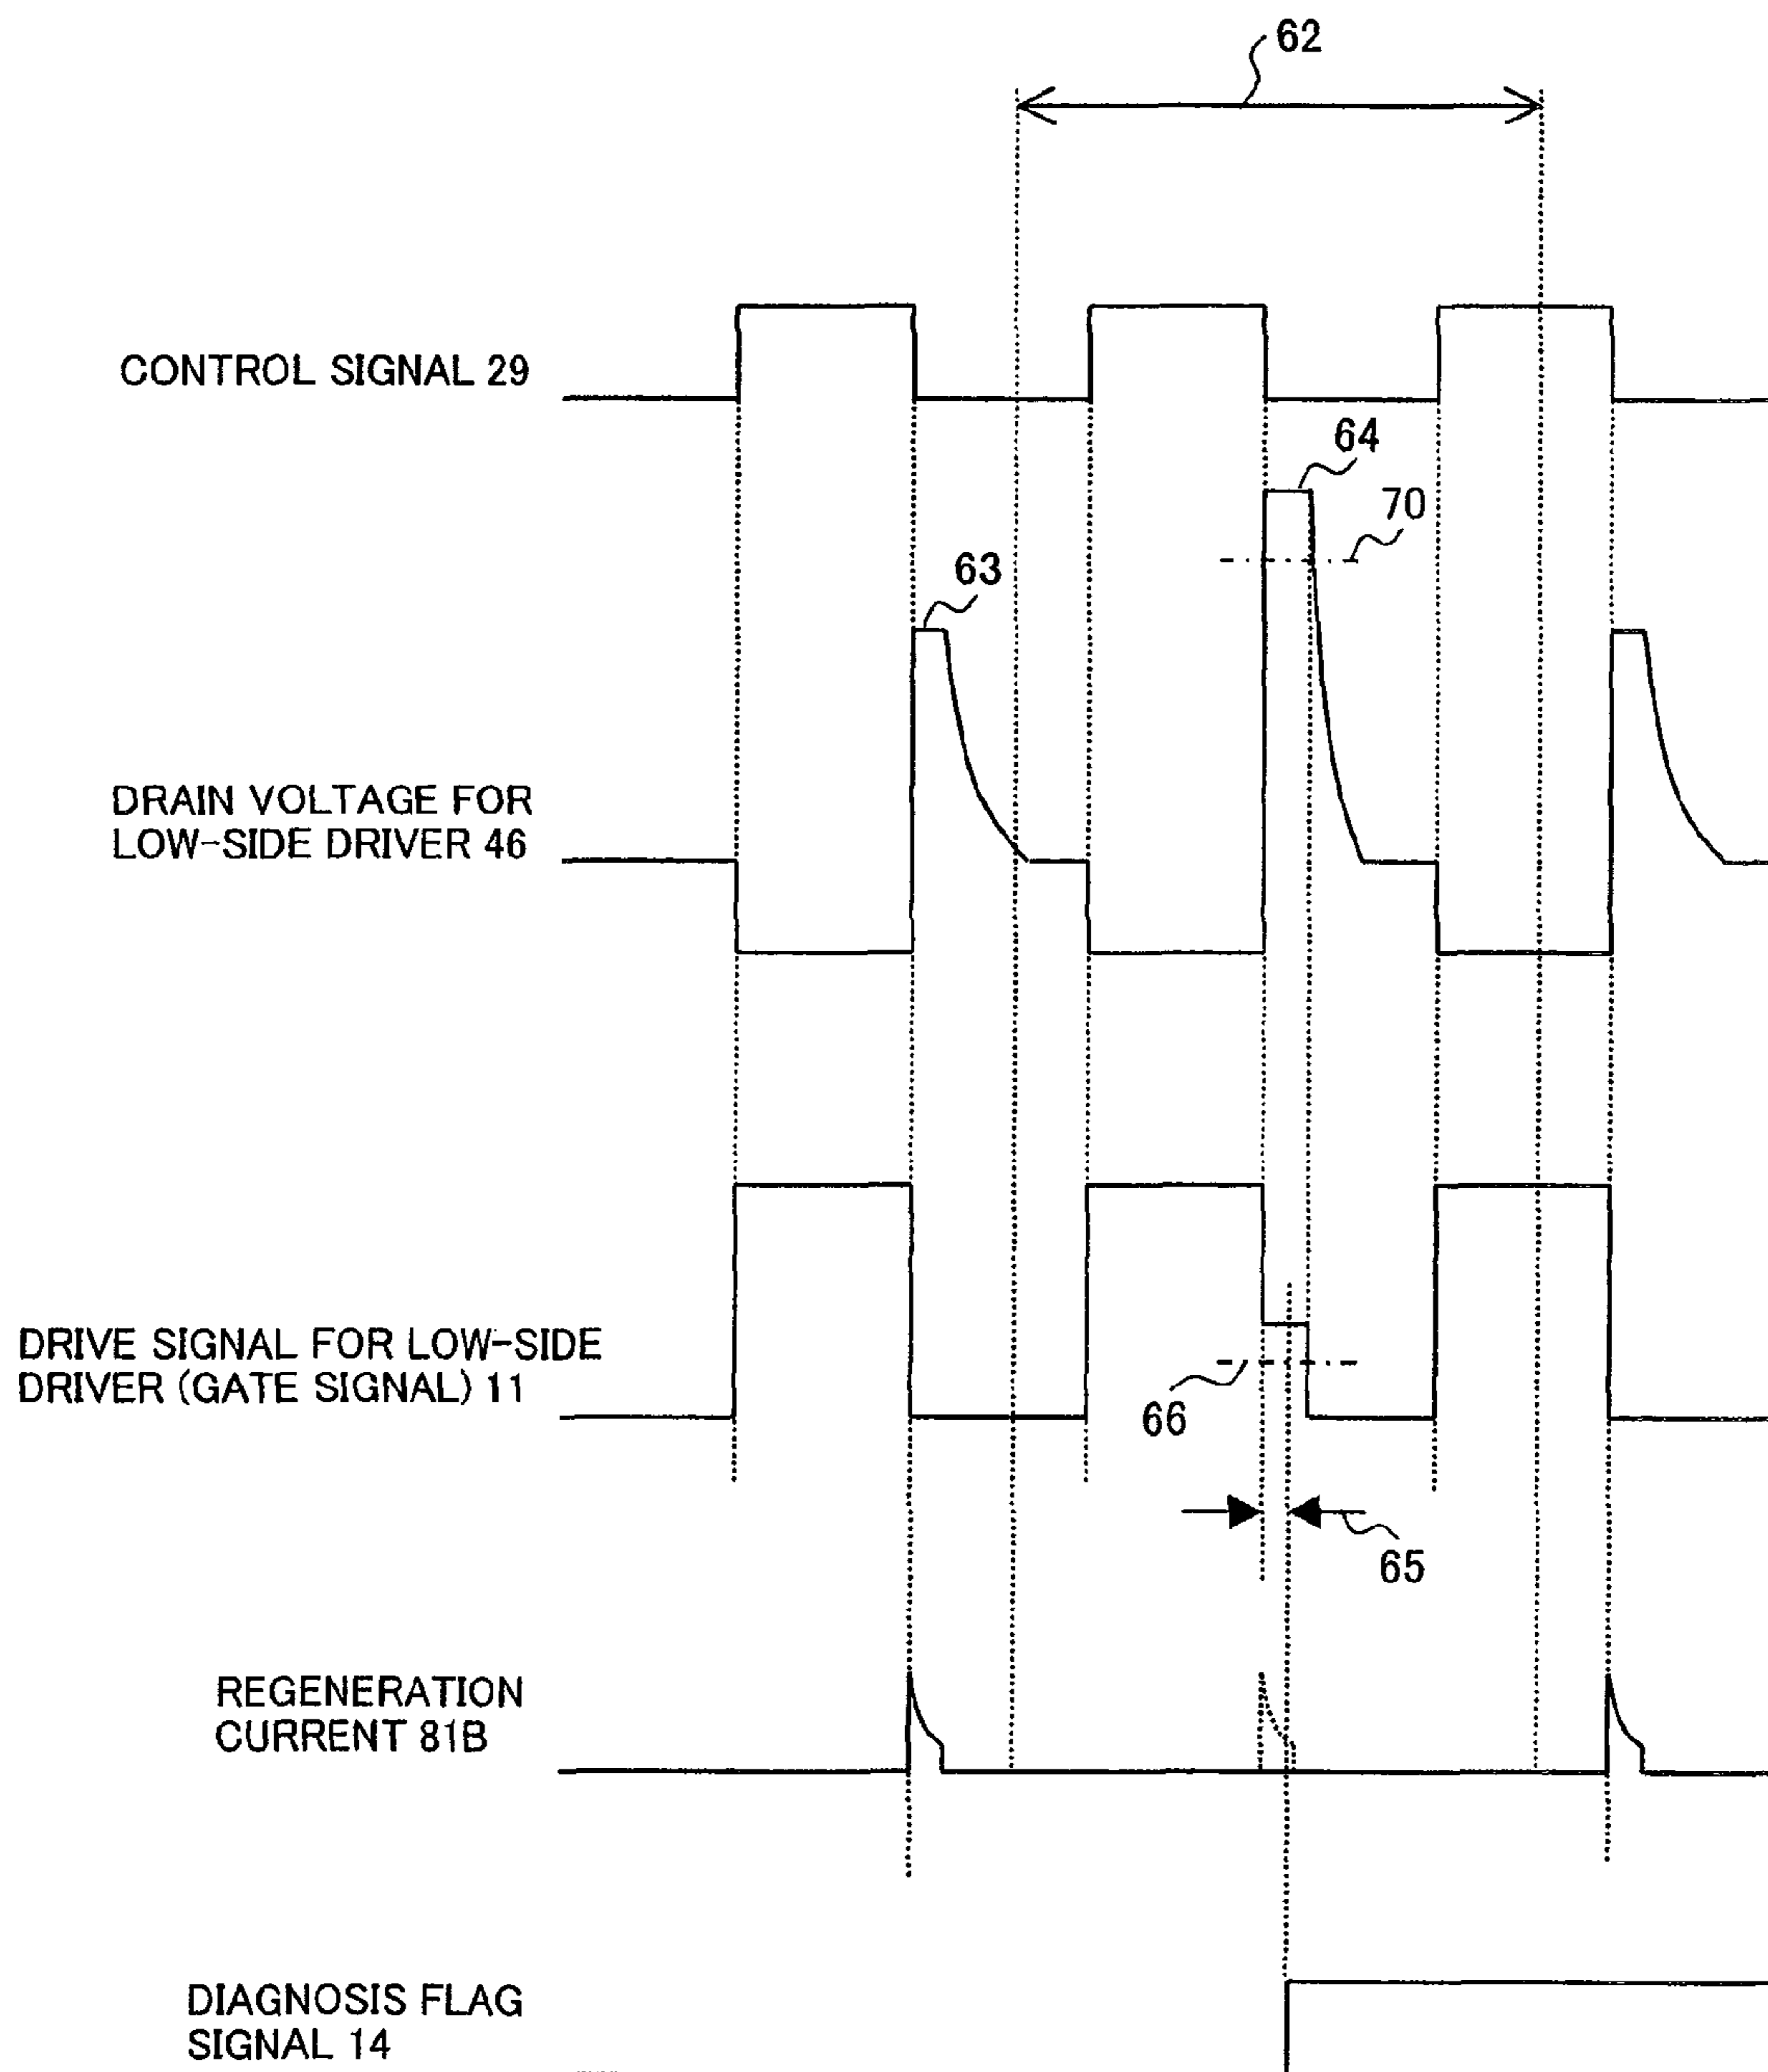 62
CONTROL SIGNAL 29
64
70
63
DRAIN VOLTAGE FOR
LOW-SIDE DRIVER 46
DRIVE SIGNAL FOR LOW-SIDE
DRIVER (GATE SIGNAL) 11
66
65
REGENERATION
CURRENT 81B
DIAGNOSIS FLAG
SIGNAL 14